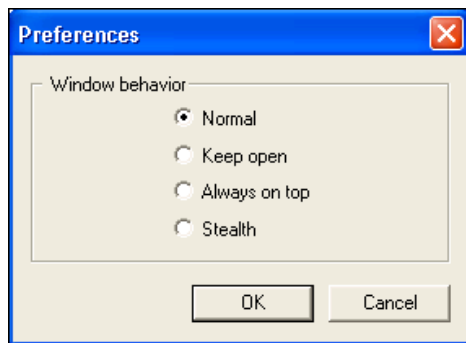 Preferences
Window behavior
Normal
Keep open
Always on top
Stealth
OK Cancel